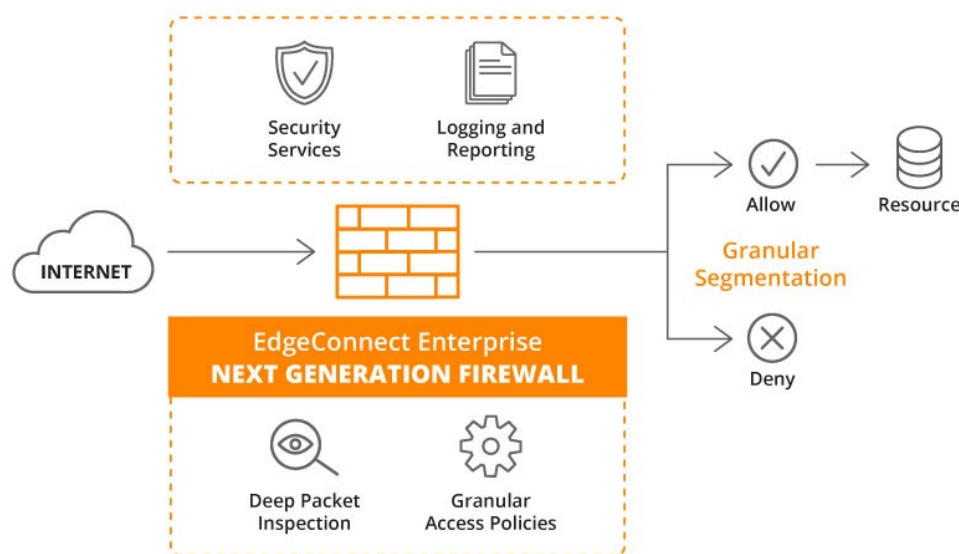 Security
Services
Logging and
Reporting
INTERNET
Allow
Resource
Granular
Segmentation
Deny
EdgeConnect Enterprise
NEXT GENERATION FIREWALL
Deep Packet
Inspection
Granular
Access Policies